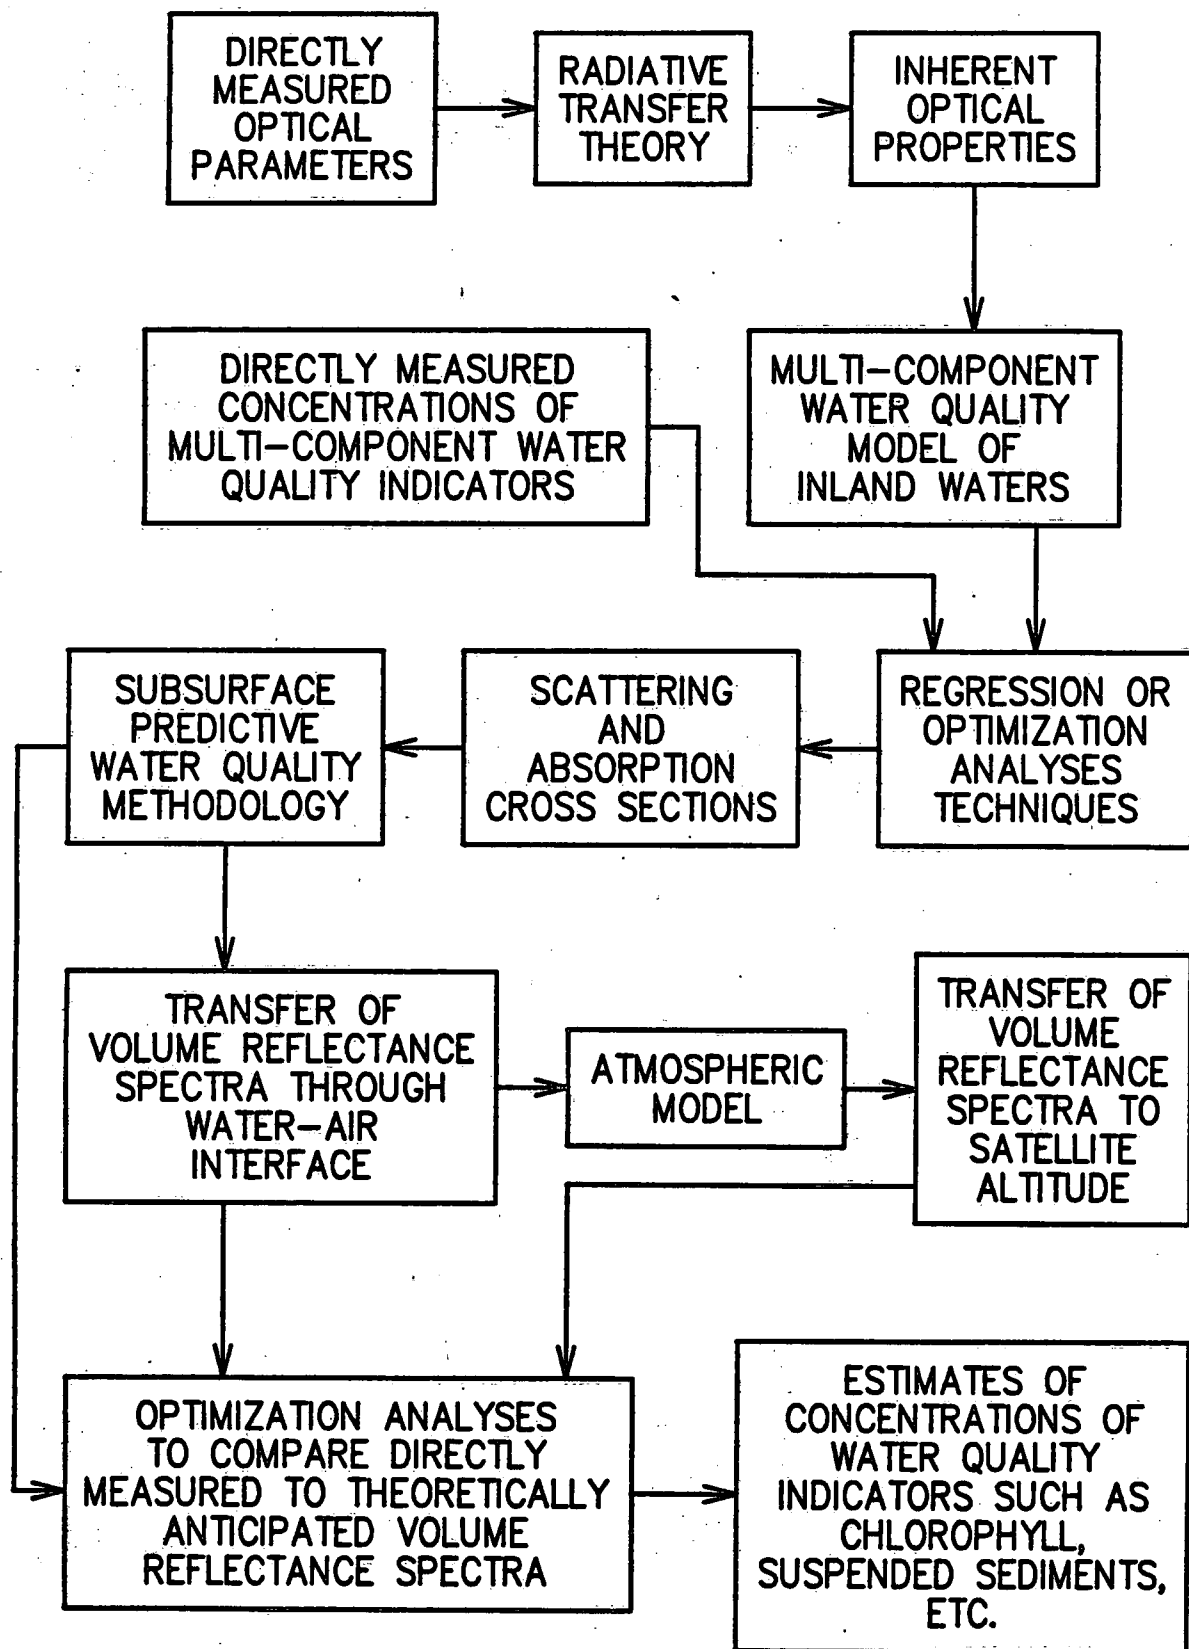 DIRECTLY
MEASURED
OPTICAL
PARAMETERS
RADIATIVE
TRANSFER
THEORY
INHERENT
OPTICAL
PROPERTIES
DIRECTLY MEASURED
CONCENTRATIONS OF
MULTI-COMPONENT WATER
QUALITY INDICATORS
MULTI-COMPONENT
WATER QUALITY
MODEL OF
INLAND WATERS
SUBSURFACE
PREDICTIVE
WATER QUALITY
METHODOLOGY
SCATTERING
AND
ABSORPTION
CROSS SECTIONS
REGRESSION OR
OPTIMIZATION
ANALYSES
TECHNIQUES
TRANSFER OF
VOLUME REFLECTANCE
SPECTRA THROUGH
WATER-AIR
INTERFACE
ATMOSPHERIC
MODEL
TRANSFER OF
VOLUME
REFLECTANCE
SPECTRA TO
SATELLITE
ALTITUDE
OPTIMIZATION ANALYSES
TO COMPARE DIRECTLY
MEASURED TO THEORETICALLY
ANTICIPATED VOLUME
REFLECTANCE SPECTRA
ESTIMATES OF
CONCENTRATIONS OF
WATER QUALITY
INDICATORS SUCH AS
CHLOROPHYLL,
SUSPENDED SEDIMENTS,
ETC.